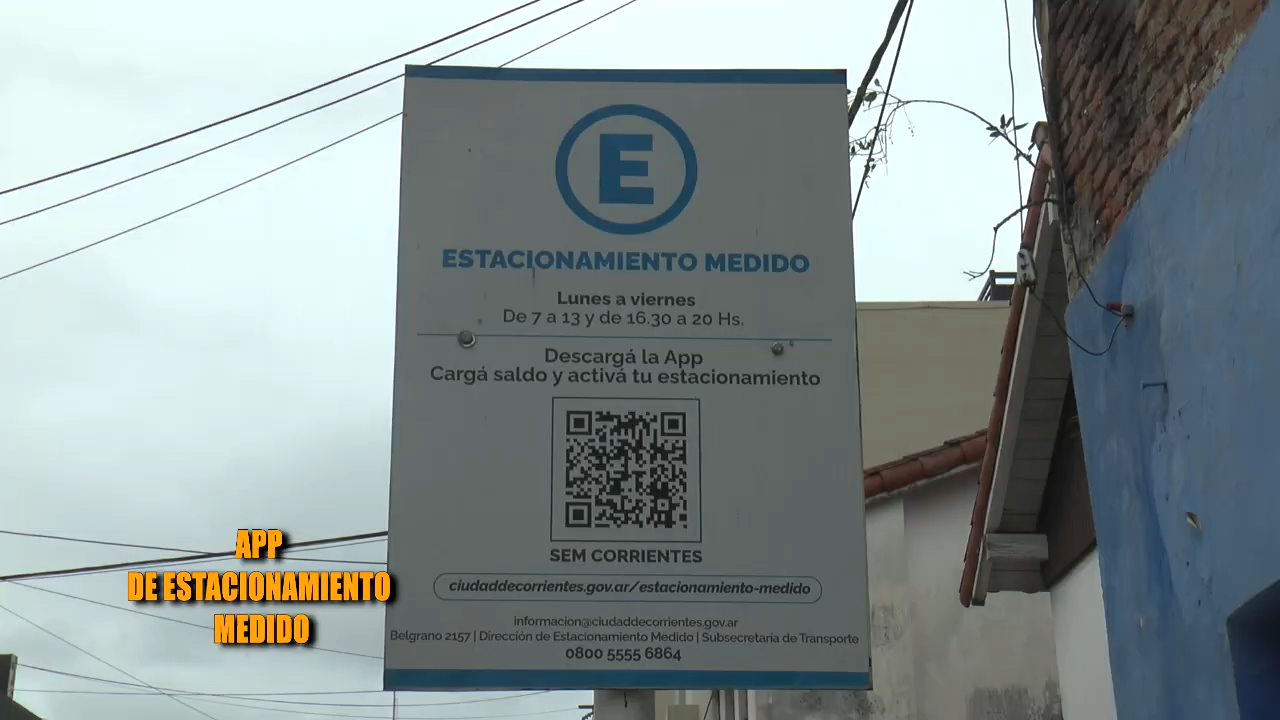 E
ESTACIONAMIENTO MEDIDO
Lunes a viernes
De 7 a 13 y de 16.30 a 20 Hs.
Descargá la App
Cargá saldo y activá tu estacionamiento
SEM CORRIENTES
ciudaddecorrientes.gov.ar/estacionamiento-medido
informacion@ciudaddecorrientes.gov.ar
Belgrano 2157 | Dirección de Estacionamiento Medido | Subsecretaría de Transporte
0800 5555 6864
APP
DE ESTACIONAMIENTO
MEDIDO